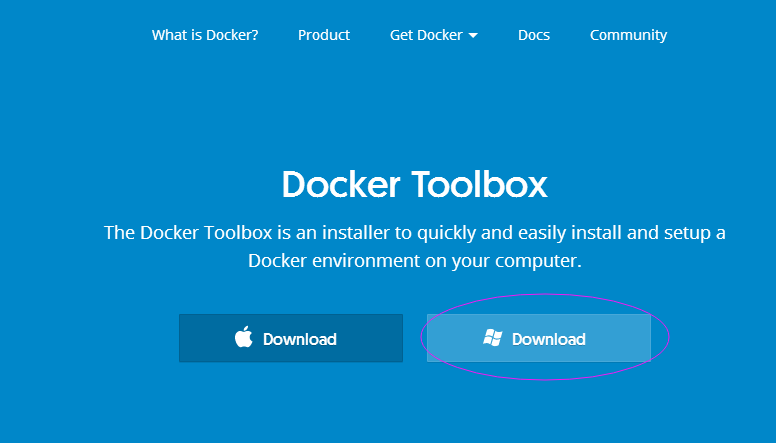 What is Docker? Product Get Docker Docs Community
Docker Toolbox
The Docker Toolbox is an installer to quickly and easily install and setup a
Docker environment on your computer.
Download Download